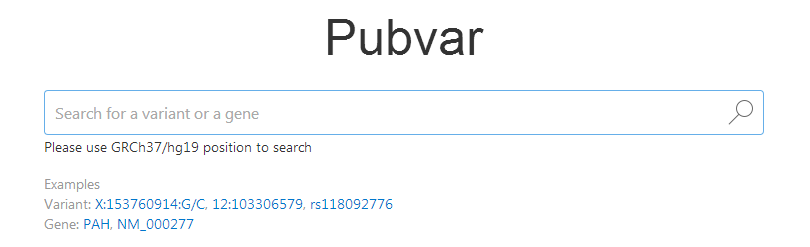 Pubvar
Search for a variant or a gene
Please use GRCh37/hg19 position to search
Examples
Variant: X:153760914:G/C, 12:103306579, rs118092776
Gene: PAH, NM_000277